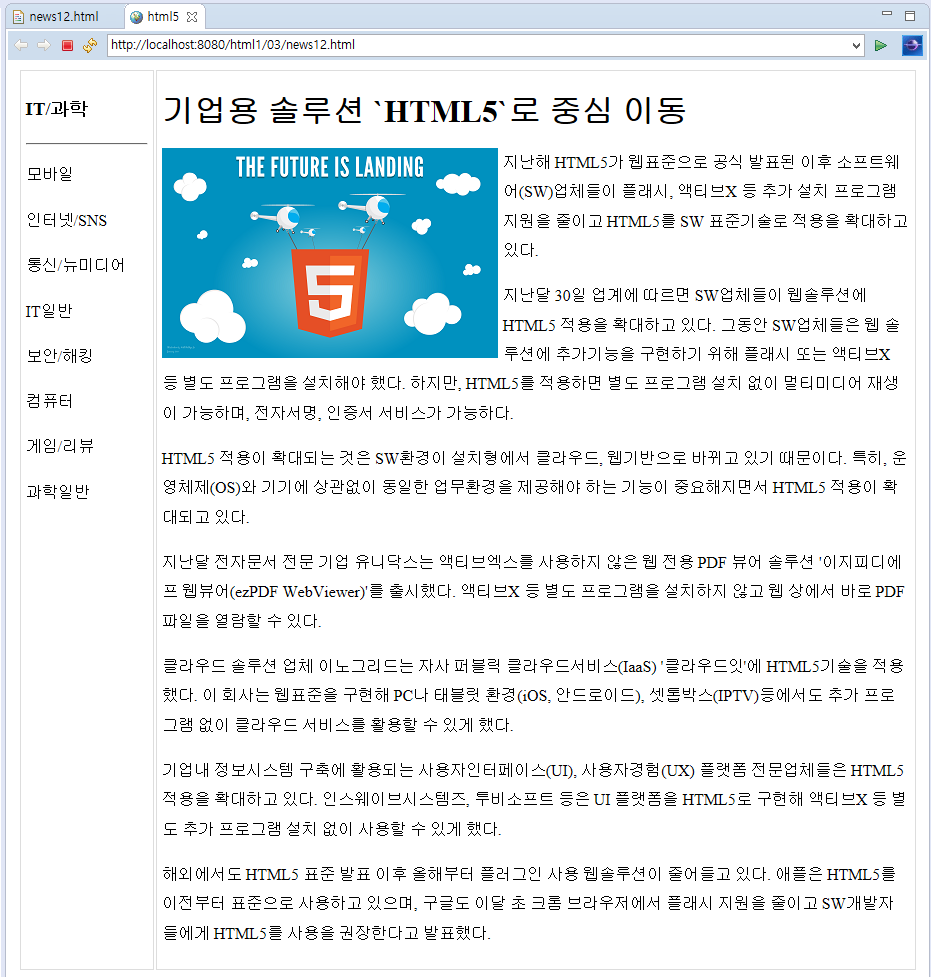 news12.html
html5
http://localhost:8080/html1/03/news12.html
IT/과학
모바일
인터넷/SNS
통신/뉴미디어
IT일반
보안/해킹
컴퓨터
게임/리뷰
과학일반
기업용 솔루션 `HTML5`로 중심 이동
THE FUTURE IS LANDING
5
지난해 HTML5가 웹표준으로 공식 발표된 이후 소프트웨
어(SW)업체들이 플래시, 액티브X 등 추가 설치 프로그램
지원을 줄이고 HTML5를 SW 표준기술로 적용을 확대하고
있다.
지난달 30일 업계에 따르면 SW업체들이 웹솔루션에
HTML5 적용을 확대하고 있다. 그동안 SW업체들은 웹 솔
루션에 추가기능을 구현하기 위해 플래시 또는 액티브X
등 별도 프로그램을 설치해야 했다. 하지만, HTML5를 적용하면 별도 프로그램 설치 없이 멀티미디어 재생
이 가능하며, 전자서명, 인증서 서비스가 가능하다.
HTML5 적용이 확대되는 것은 SW환경이 설치형에서 클라우드, 웹기반으로 바뀌고 있기 때문이다. 특히, 운
영체제(OS)와 기기에 상관없이 동일한 업무환경을 제공해야 하는 기능이 중요해지면서 HTML5 적용이 확
대되고 있다.
지난달 전자문서 전문 기업 유니닥스는 액티브엑스를 사용하지 않은 웹 전용 PDF 뷰어 솔루션 '이지피디에
프 웹뷰어(ezPDF WebViewer)'를 출시했다. 액티브X 등 별도 프로그램을 설치하지 않고 웹 상에서 바로 PDF
파일을 열람할 수 있다.
클라우드 솔루션 업체 이노그리드는 자사 퍼블릭 클라우드서비스(IaaS) '클라우드잇'에 HTML5기술을 적용
했다. 이 회사는 웹표준을 구현해 PC나 태블릿 환경(iOS, 안드로이드), 셋톱박스(IPTV)등에서도 추가 프로
그램 없이 클라우드 서비스를 활용할 수 있게 했다.
기업내 정보시스템 구축에 활용되는 사용자인터페이스(UI), 사용자경험(UX) 플랫폼 전문업체들은 HTML5
적용을 확대하고 있다. 인스웨이브시스템즈, 투비소프트 등은 UI 플랫폼을 HTML5로 구현해 액티브X 등 별
도 추가 프로그램 설치 없이 사용할 수 있게 했다.
해외에서도 HTML5 표준 발표 이후 올해부터 플러그인 사용 웹솔루션이 줄어들고 있다. 애플은 HTML5를
이전부터 표준으로 사용하고 있으며, 구글도 이달 초 크롬 브라우저에서 플래시 지원을 줄이고 SW개발자
들에게 HTML5를 사용을 권장한다고 발표했다.